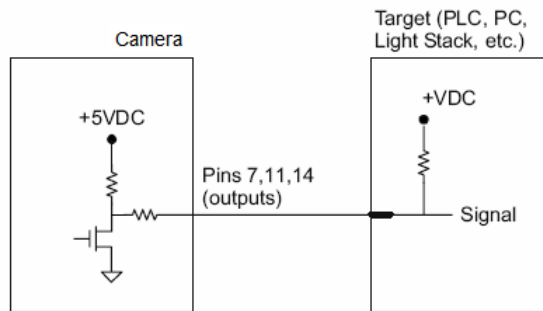 Camera
Target (PLC, PC,
Light Stack, etc.)
+5VDC
Pins 7,11,14
(outputs)
+VDC
Signal